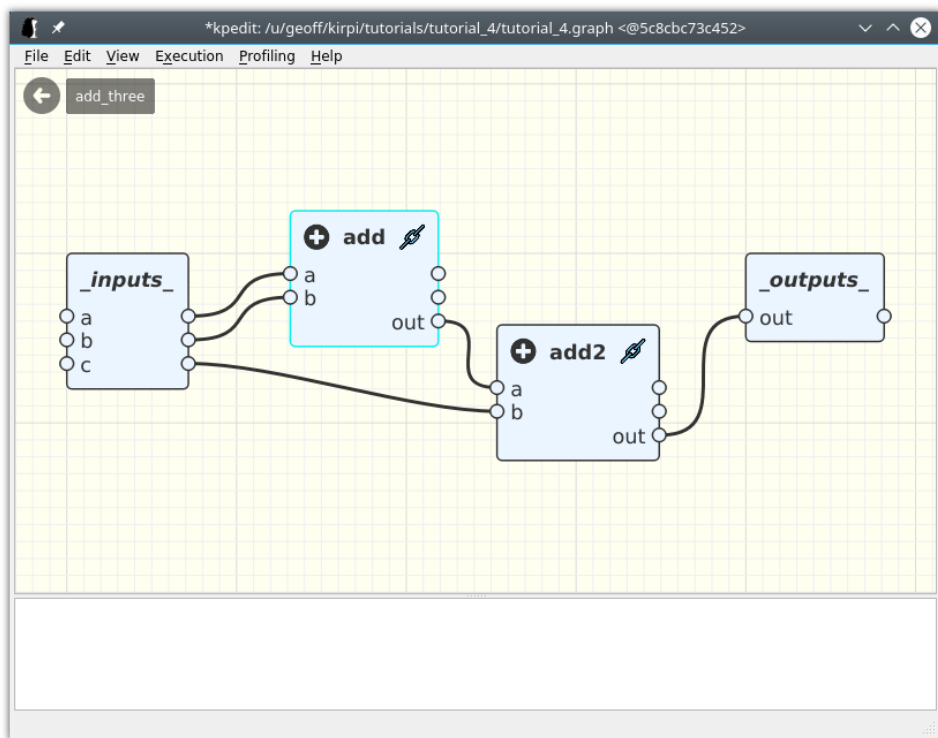 *kpedit: /u/geoff/kirpi/tutorials/tutorial_4/tutorial_4.graph <@5c8cbc73c452>
File Edit View Execution Profiling Help
add_three
_inputs_
a
b
c
add
a
b
out
add2
a
b
out
_outputs_
out